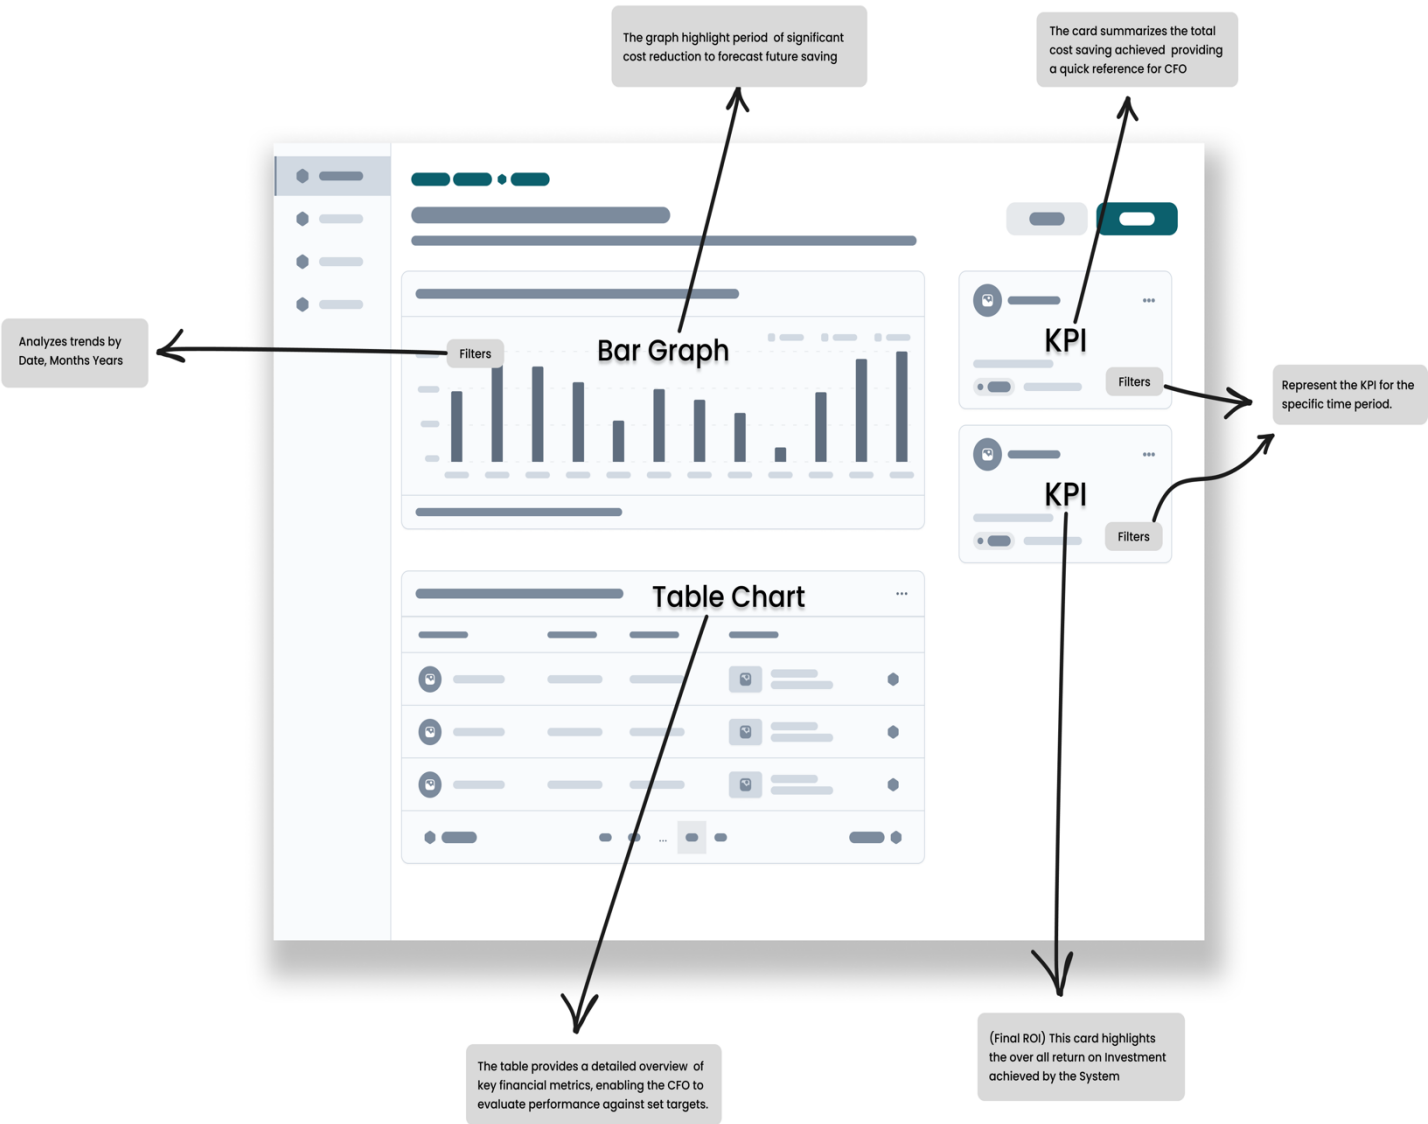 The graph highlight period of significant
cost reduction to forecast future saving
The card summarizes the total
cost saving achieved providing
a quick reference for CFO
Analyzes trends by
Date, Months Years
Filters
Bar Graph
KPI
Filters
Represent the KPI for the
specific time period.
KPI
Filters
Table Chart
The table provides a detailed overview of
key financial metrics, enabling the CFO to
evaluate performance against set targets.
(Final ROI) This card highlights
the over all return on Investment
achieved by the System